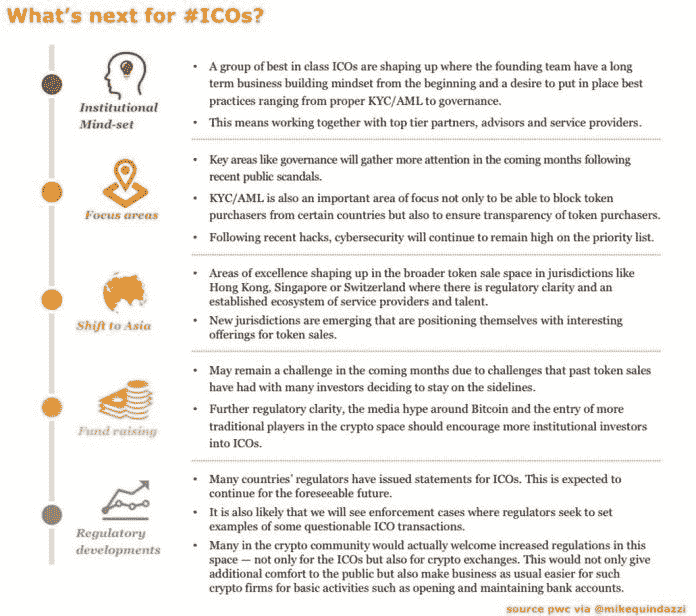 What's next for #ICOs?
Institutional
Mind-set
• A group of best in class ICOs are shaping up where the founding team have a long
term business building mindset from the beginning and a desire to put in place best
practices ranging from proper KYC/AML to governance.
• This means working together with top tier partners, advisors and service providers.
Focus areas
• Key areas like governance will gather more attention in the coming months following
recent public scandals.
• KYC/AML is also an important area of focus not only to be able to block token
purchasers from certain countries but also to ensure transparency of token purchasers.
• Following recent hacks, cybersecurity will continue to remain high on the priority list.
Shift to Asia
• Areas of excellence shaping up in the broader token sale space in jurisdictions like
Hong Kong, Singapore or Switzerland where there is regulatory clarity and an
established ecosystem of service providers and talent.
• New jurisdictions are emerging that are positioning themselves with interesting
offerings for token sales.
Fund raising
• May remain a challenge in the coming months due to challenges that past token sales
have had with many investors deciding to stay on the sidelines.
• Further regulatory clarity, the media hype around Bitcoin and the entry of more
traditional players in the crypto space should encourage more institutional investors
into ICOs.
Regulatory
developments
• Many countries' regulators have issued statements for ICOs. This is expected to
continue for the foreseeable future.
• It is also likely that we will see enforcement cases where regulators seek to set
examples of some questionable ICO transactions.
• Many in the crypto community would actually welcome increased regulations in this
space — not only for the ICOs but also for crypto exchanges. This would not only give
additional comfort to the public but also make business as usual easier for such
crypto firms for basic activities such as opening and maintaining bank accounts.
source pwc via @mikequindazzi